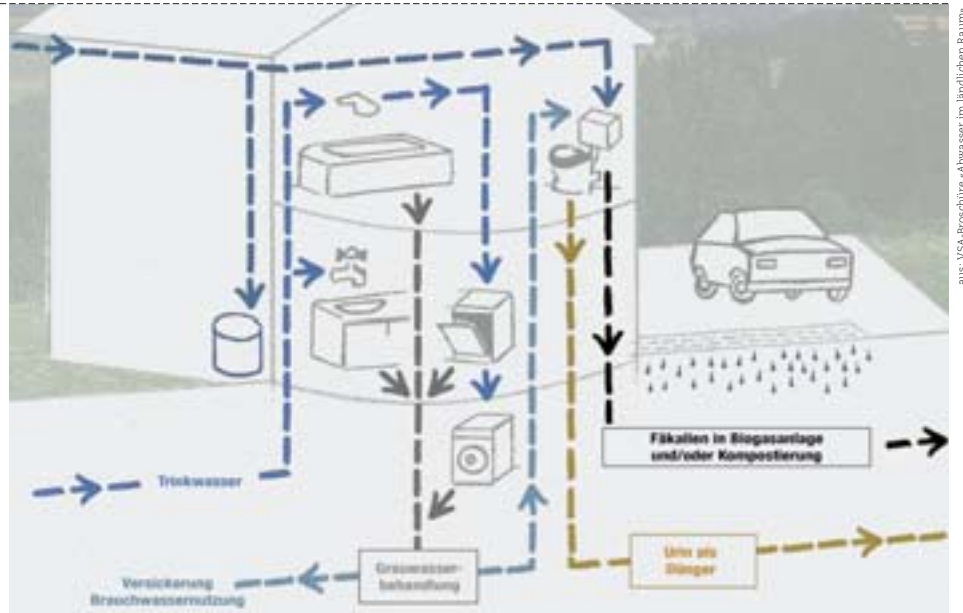 Trinkwasser
Fäkalien in Biogasanlage
und/oder Kompostierung
Urin als
Dünger
Grauwasser-
behandlung
Versickerung
Brauchwassernutzung
aus: VSA-Broschüre «Abwasser im ländlichen Raum»